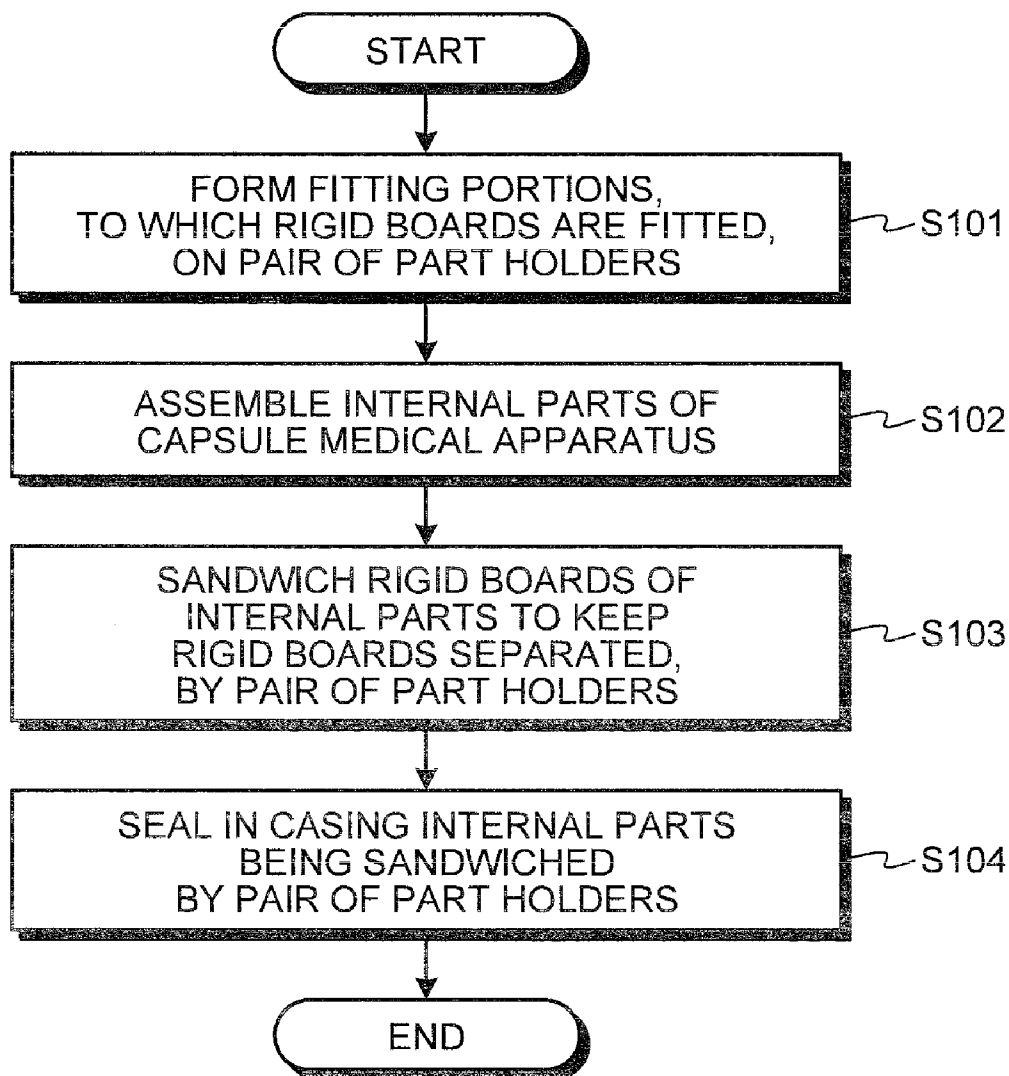 START
FORM FITTING PORTIONS,
TO WHICH RIGID BOARDS ARE FITTED,
ON PAIR OF PART HOLDERS
S101
ASSEMBLE INTERNAL PARTS OF
CAPSULE MEDICAL APPARATUS
S102
SANDWICH RIGID BOARDS OF
INTERNAL PARTS TO KEEP
RIGID BOARDS SEPARATED,
BY PAIR OF PART HOLDERS
S103
SEAL IN CASING INTERNAL PARTS
BEING SANDWICHED
BY PAIR OF PART HOLDERS
S104
END